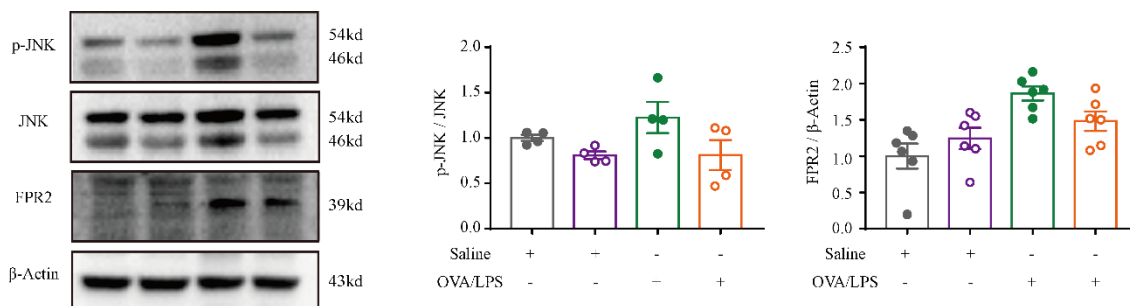 p-JNK
54kd
46kd
JNK
54kd
46kd
FPR2
39kd
β-Actin
43kd
p-JNK / JNK
2.0
1.5
1.0
0.5
0.0
Saline + + - -
OVA/LPS - - – +
FPR2 / β-Actin
2.5
2.0
1.5
1.0
0.5
0.0
Saline + + - -
OVA/LPS - - + +